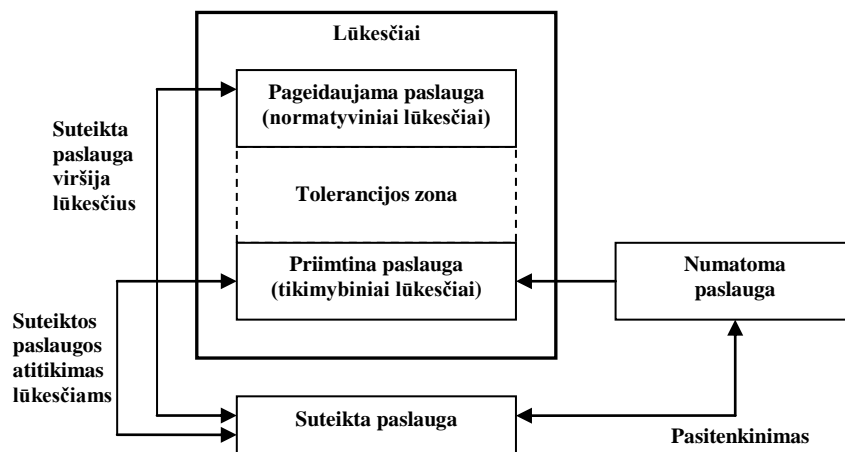 Lūkesčiai
Pageidaujama paslauga
(normatyviniai lūkesčiai)
Suteikta
paslauga
viršija
lūkesčius
Tolerancijos zona
Priimtina paslauga
(tikimybiniai lūkesčiai)
Numatoma
paslauga
Suteiktos
paslaugos
atitikimas
lūkesčiams
Suteikta paslauga
Pasitenkinimas